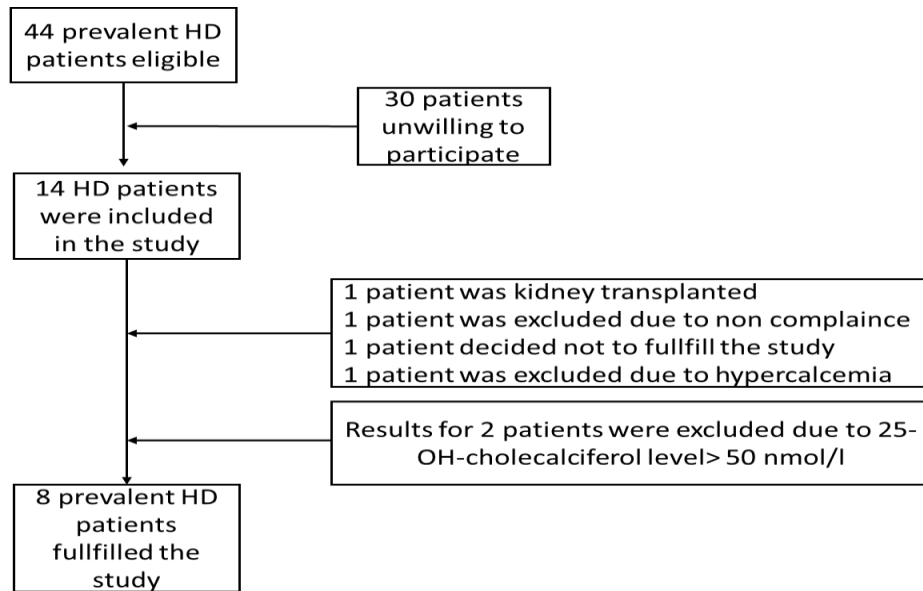 44 prevalent HD
patients eligible
30 patients
unwilling to
participate
14 HD patients
were included
in the study
1 patient was kidney transplanted
1 patient was excluded due to non complaince
1 patient decided not to fullfill the study
1 patient was excluded due to hypercalcemia
Results for 2 patients were excluded due to 25-
OH-cholecalciferol level> 50 nmol/l
8 prevalent HD
patients
fullfilled the
study